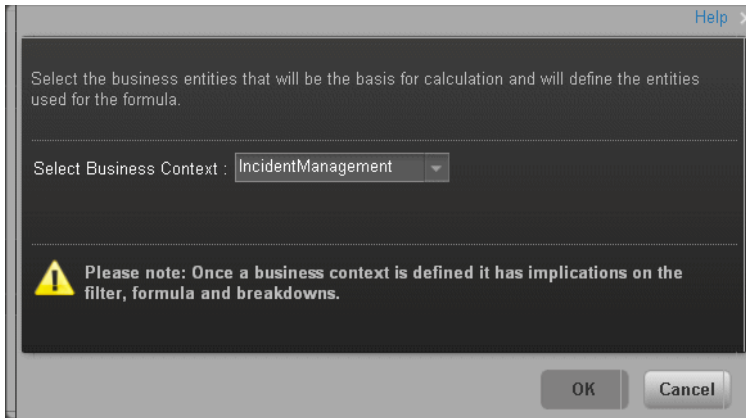 Help
Select the business entities that will be the basis for calculation and will define the entities
used for the formula.
Select Business Context : IncidentManagement
Please note: Once a business context is defined it has implications on the
filter, formula and breakdowns.
OK Cancel